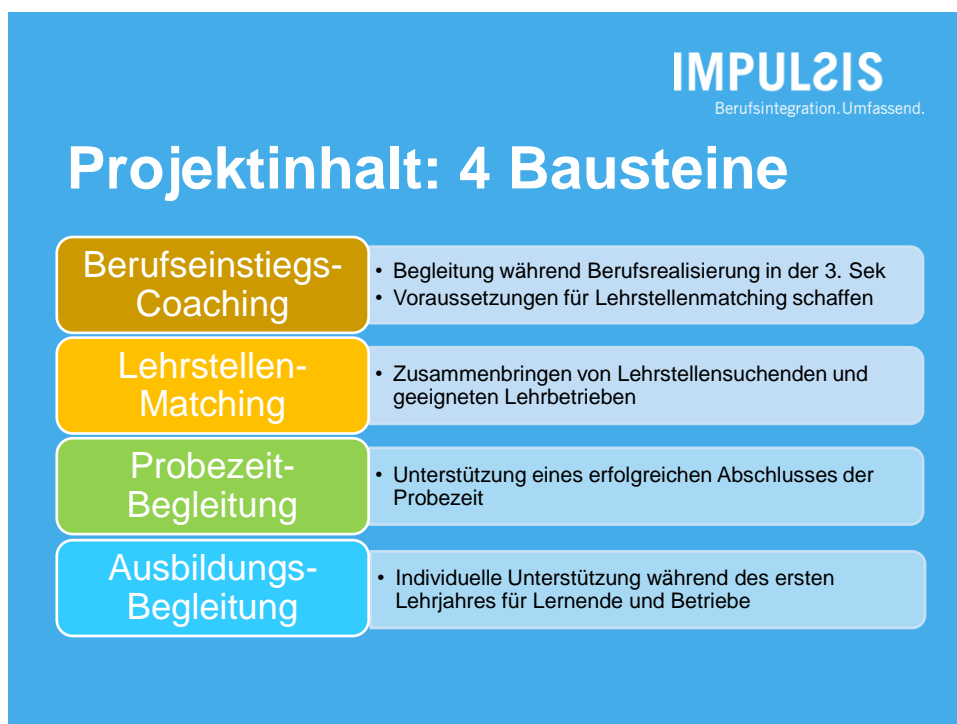 IMPULSIS
Berufsintegration. Umfassend.
Projektinhalt: 4 Bausteine
Berufseinstiegs-
Coaching
• Begleitung während Berufsrealisierung in der 3. Sek
• Voraussetzungen für Lehrstellenmatching schaffen
Lehrstellen-
Matching
• Zusammenbringen von Lehrstellensuchenden und
geeigneten Lehrbetrieben
Probezeit-
Begleitung
• Unterstützung eines erfolgreichen Abschlusses der
Probezeit
Ausbildungs-
Begleitung
• Individuelle Unterstützung während des ersten
Lehrjahres für Lernende und Betriebe